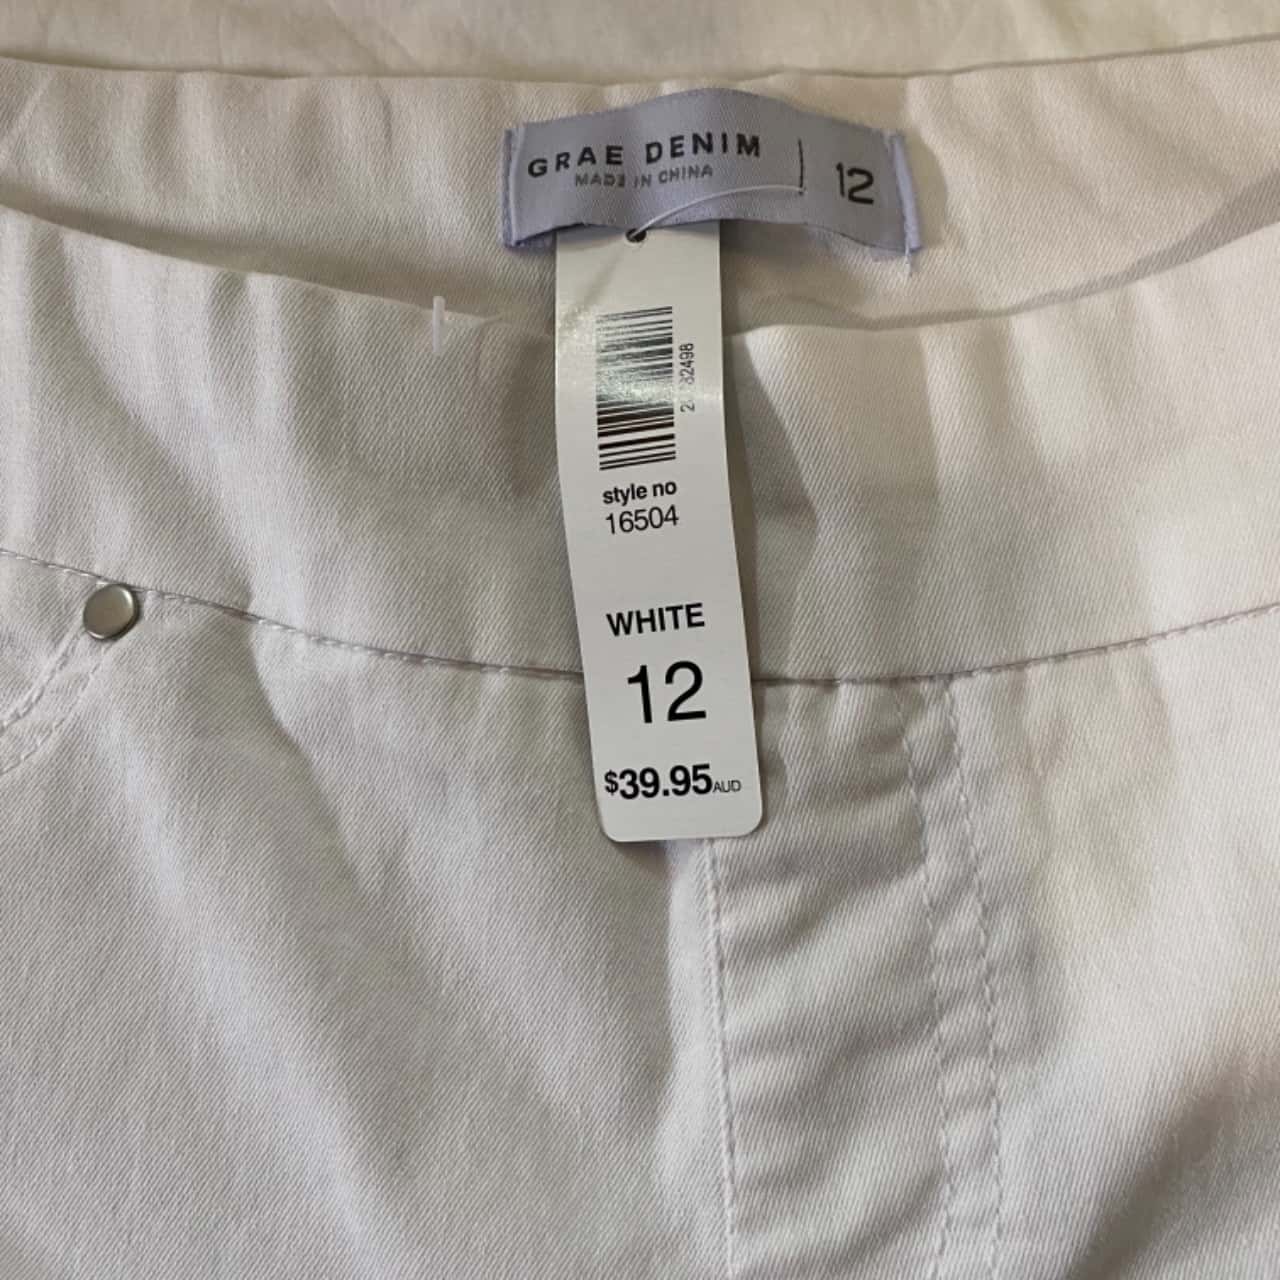 GRAE DENIM | 12
MADE IN CHINA
style no
16504
WHITE
12
$39.95AUD